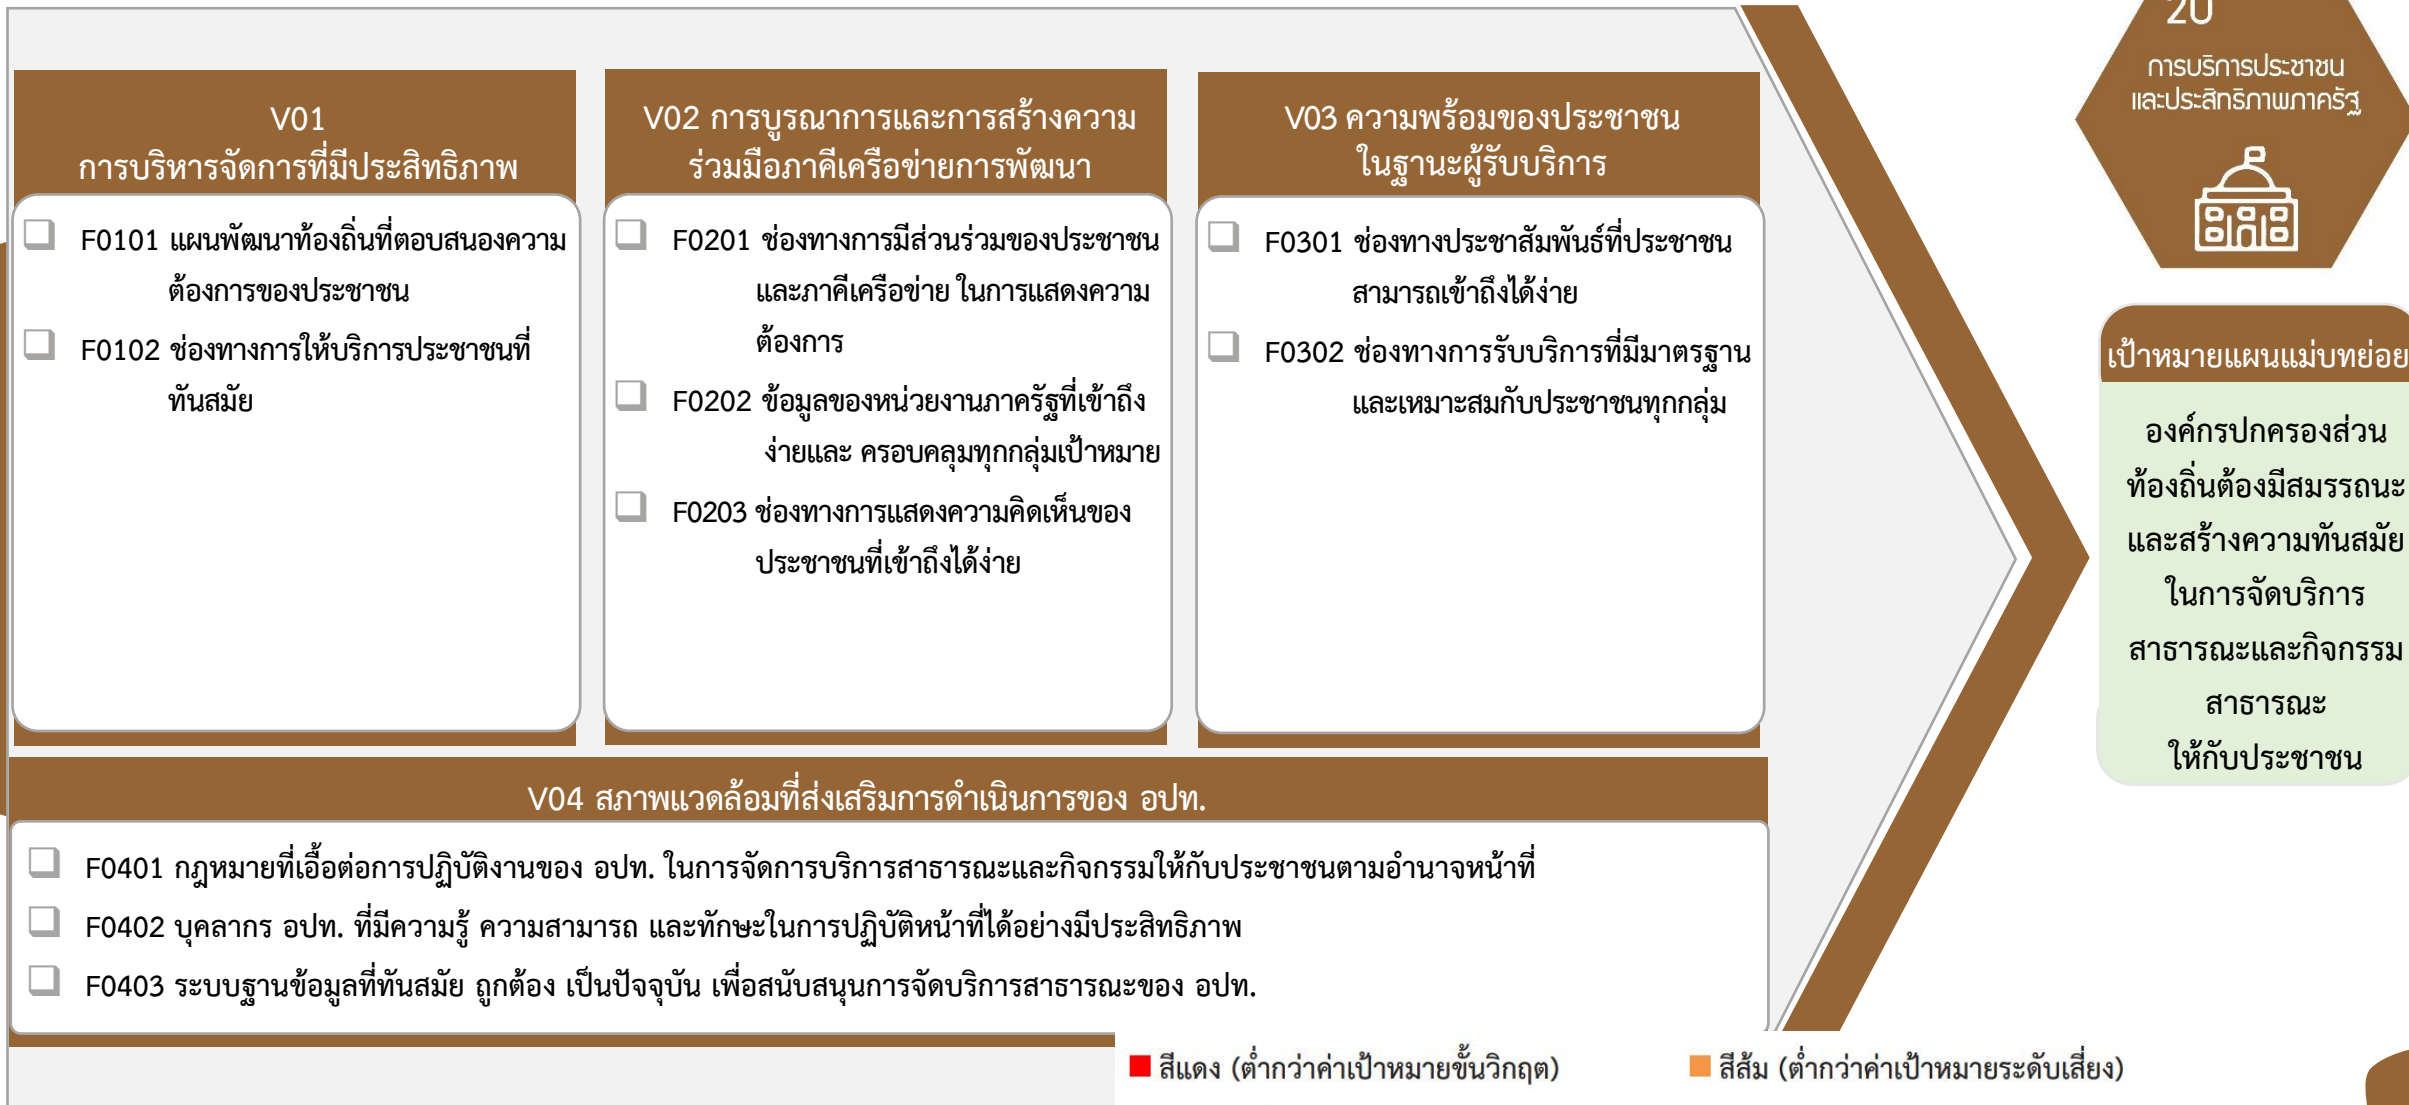 V01
การบริหารจัดการที่มีประสิทธิภาพ
F0101 แผนพัฒนาท้องถิ่นที่ตอบสนองความ
ต้องการของประชาชน
F0102 ช่องทางการให้บริการประชาชนที่
ทันสมัย
V02 การบูรณาการและการสร้างความ
ร่วมมือภาคีเครือข่ายการพัฒนา
F0201 ช่องทางการมีส่วนร่วมของประชาชน
และภาคีเครือข่าย ในการแสดงความ
ต้องการ
F0202 ข้อมูลของหน่วยงานภาครัฐที่เข้าถึง
ง่ายและ ครอบคลุมทุกกลุ่มเป้าหมาย
F0203 ช่องทางการแสดงความคิดเห็นของ
ประชาชนที่เข้าถึงได้ง่าย
V03 ความพร้อมของประชาชน
ในฐานะผู้รับบริการ
F0301 ช่องทางประชาสัมพันธ์ที่ประชาชน
สามารถเข้าถึงได้ง่าย
F0302 ช่องทางการรับบริการที่มีมาตรฐาน
และเหมาะสมกับประชาชนทุกกลุ่ม
V04 สภาพแวดล้อมที่ส่งเสริมการดำเนินการของ อปท.
F0401 กฎหมายที่เอื้อต่อการปฏิบัติงานของ อปท. ในการจัดการบริการสาธารณะและกิจกรรมให้กับประชาชนตามอำนาจหน้าที่
F0402 บุคลากร อปท. ที่มีความรู้ ความสามารถ และทักษะในการปฏิบัติหน้าที่ได้อย่างมีประสิทธิภาพ
F0403 ระบบฐานข้อมูลที่ทันสมัย ถูกต้อง เป็นปัจจุบัน เพื่อสนับสนุนการจัดบริการสาธารณะของ อปท.
20
การบริการประชาชน
และประสิทธิภาพภาครัฐ
เป้าหมายแผนแม่บทย่อย
องค์กรปกครองส่วน
ท้องถิ่นต้องมีสมรรถนะ
และสร้างความทันสมัย
ในการจัดบริการ
สาธารณะและกิจกรรม
สาธารณะ
ให้กับประชาชน
สีแดง (ต่ำกว่าค่าเป้าหมายขั้นวิกฤต)
สีส้ม (ต่ำกว่าค่าเป้าหมายระดับเสี่ยง)